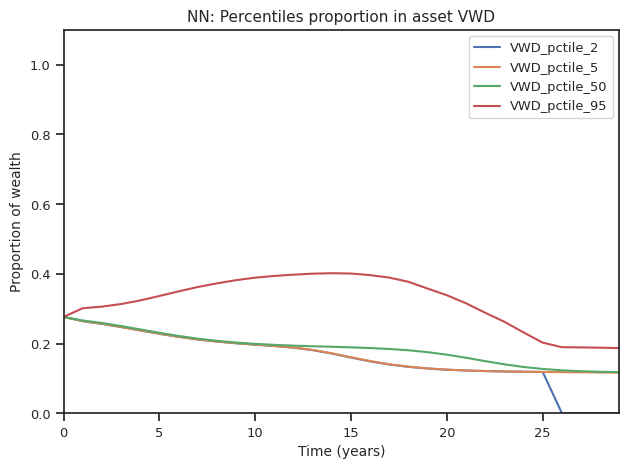 NN: Percentiles proportion in asset VWD
VWD_pctile_2
VWD_pctile_5
VWD_pctile_50
VWD_pctile_95
Proportion of wealth
1.0
0.8
0.6
0.4
0.2
0.0
0 5 10 15 20 25
Time (years)